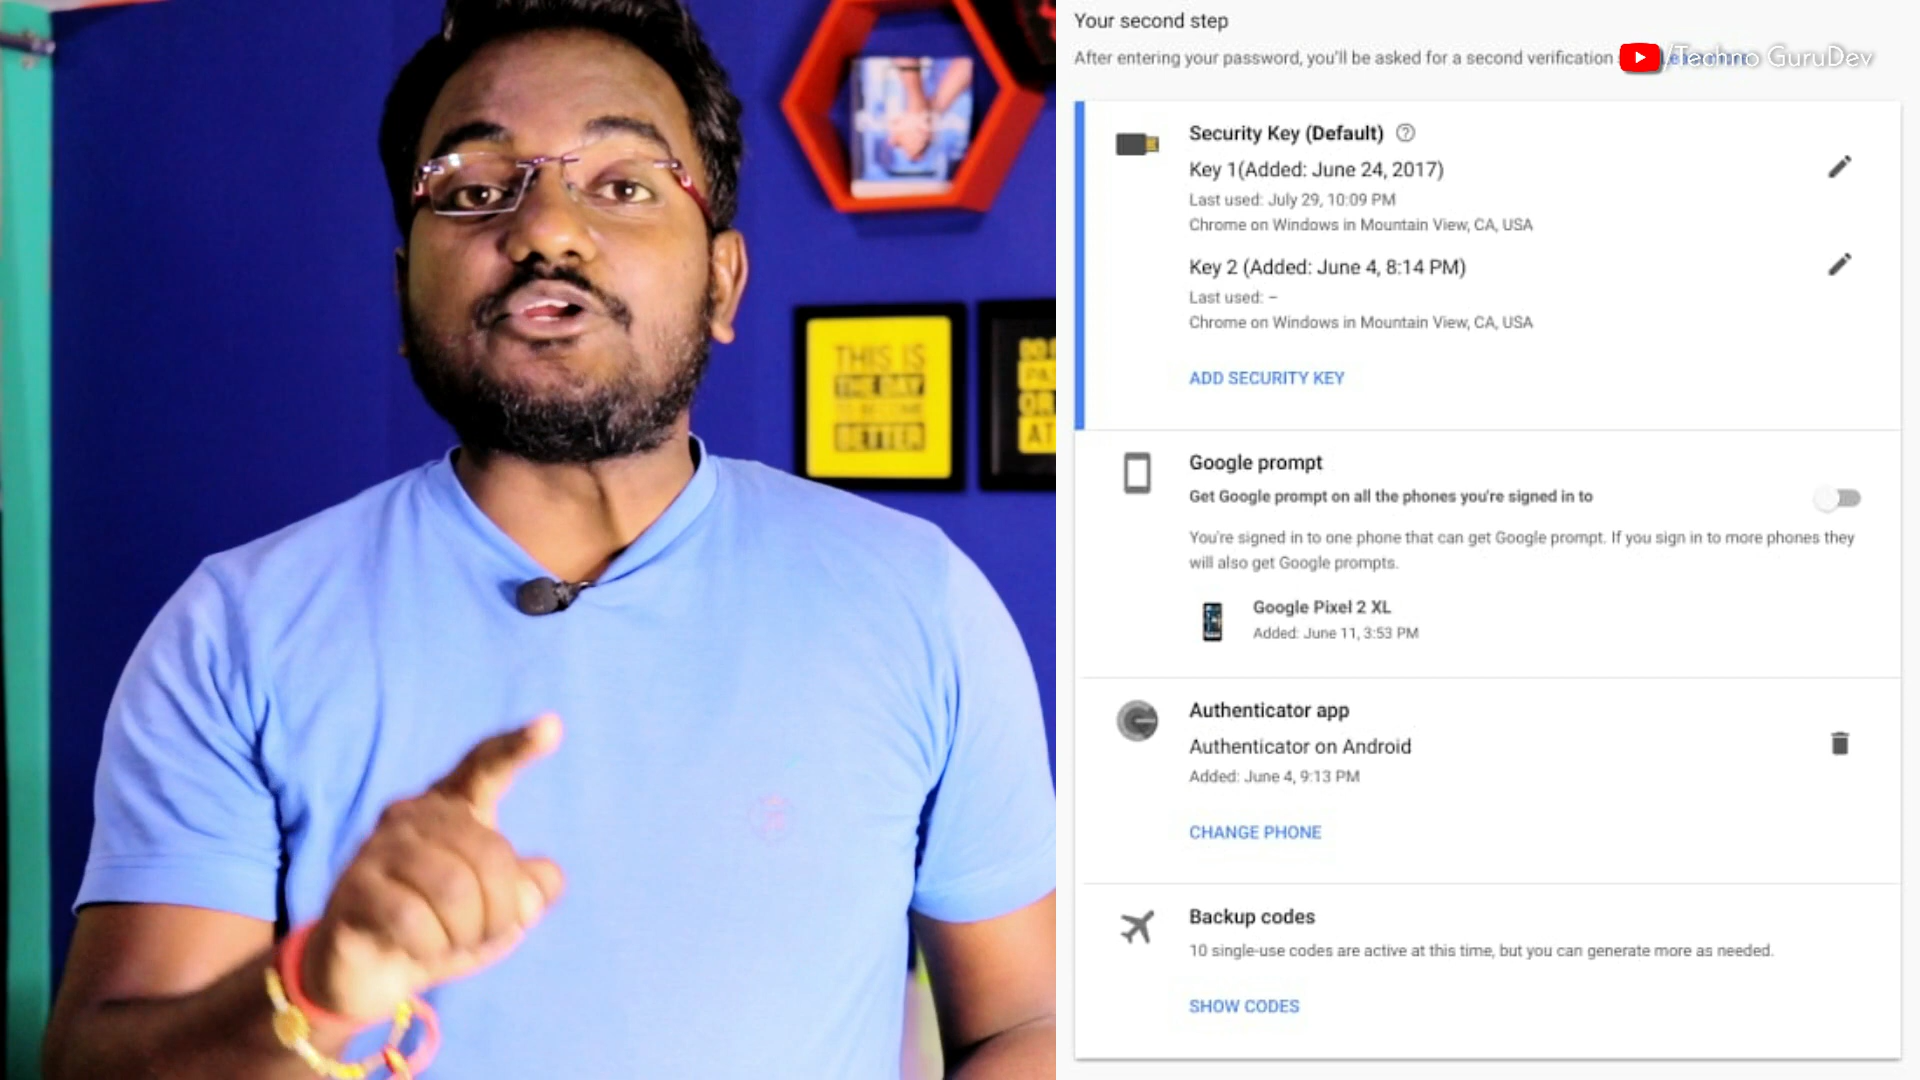 THIS IS
THE DAY
TO BECOME
BETTER
Your second step
After entering your password, you'll be asked for a second verification
/Techno GuruDev
Security Key (Default)
Key 1(Added: June 24, 2017)
Last used: July 29, 10:09 PM
Chrome on Windows in Mountain View, CA, USA
Key 2 (Added: June 4, 8:14 PM)
Last used: –
Chrome on Windows in Mountain View, CA, USA
ADD SECURITY KEY
Google prompt
Get Google prompt on all the phones you're signed in to
You're signed in to one phone that can get Google prompt. If you sign in to more phones they
will also get Google prompts.
Google Pixel 2 XL
Added: June 11, 3:53 PM
Authenticator app
Authenticator on Android
Added: June 4, 9:13 PM
CHANGE PHONE
Backup codes
10 single-use codes are active at this time, but you can generate more as needed.
SHOW CODES